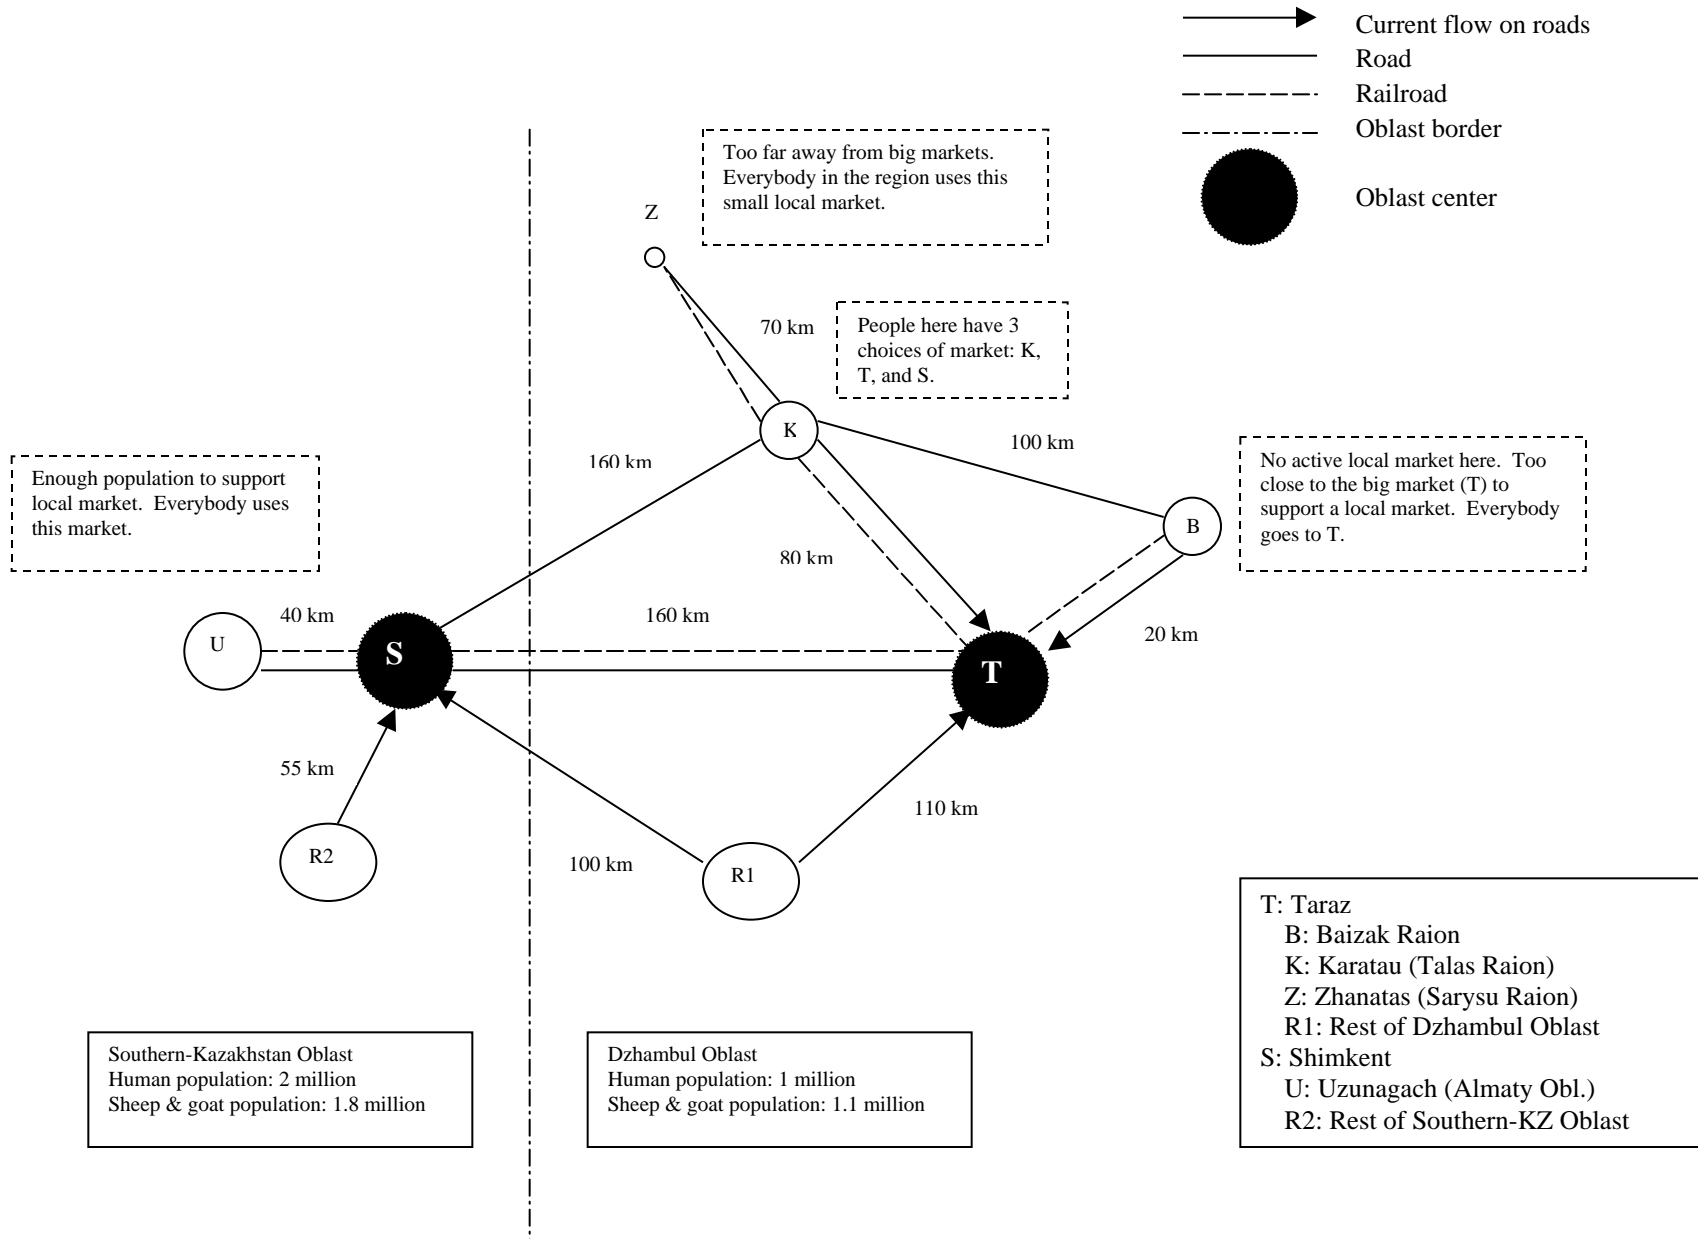 Current flow on roads
Road
Railroad
Oblast border
Oblast center
Too far away from big markets.
Everybody in the region uses this
small local market.
Z
70 km
People here have 3
choices of market: K,
T, and S.
K
160 km
100 km
Enough population to support
local market.  Everybody uses
this market.
No active local market here.  Too
close to the big market (T) to
support a local market.  Everybody
goes to T.
B
80 km
40 km
160 km
20 km
U
S
T
55 km
110 km
R2
100 km
R1
T: Taraz
B: Baizak Raion
K: Karatau (Talas Raion)
Z: Zhanatas (Sarysu Raion)
R1: Rest of Dzhambul Oblast
S: Shimkent
U: Uzunagach (Almaty Obl.)
R2: Rest of Southern-KZ Oblast
Southern-Kazakhstan Oblast
Human population: 2 million
Sheep & goat population: 1.8 million
Dzhambul Oblast
Human population: 1 million
Sheep & goat population: 1.1 million